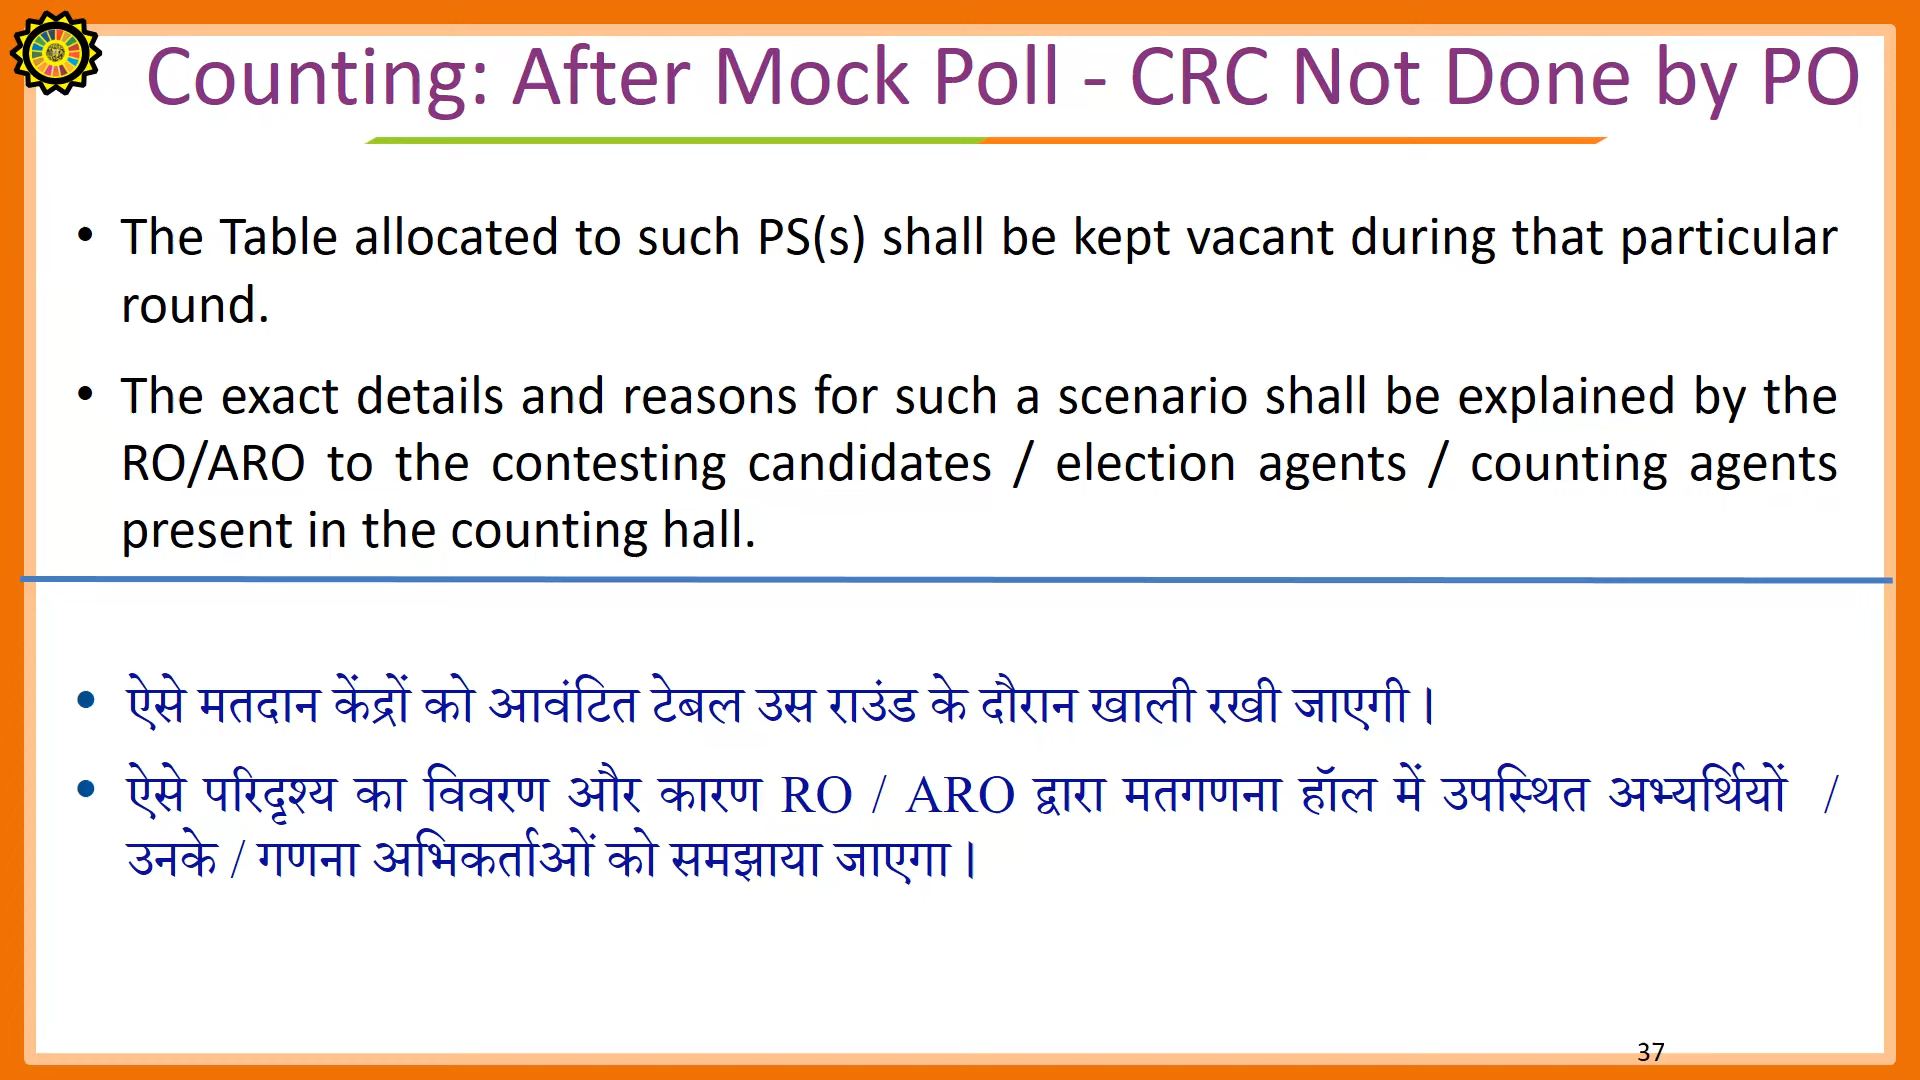 Counting: After Mock Poll - CRC Not Done by PO
• The Table allocated to such PS(s) shall be kept vacant during that particular
round.
• The exact details and reasons for such a scenario shall be explained by the
RO/ARO to the contesting candidates / election agents / counting agents
present in the counting hall.
• ऐसे मतदान केंद्रों को आवंटित टेबल उस राउंड के दौरान खाली रखी जाएगी।
• ऐसे परिदृश्य का विवरण और कारण RO / ARO द्वारा मतगणना हॉल में उपस्थित अभ्यर्थियों /
उनके / गणना अभिकर्ताओं को समझाया जाएगा।
37